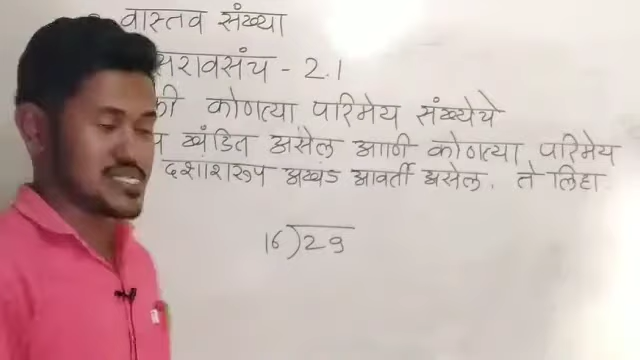 वास्तव संख्या
सरावसंच - 2.1
कोणत्या परिमेय संख्येचे
खंडित असेल आणि कोणत्या परिमेय
दशांशरूप अखंड आवर्ती असेल. ते लिहा
16)29